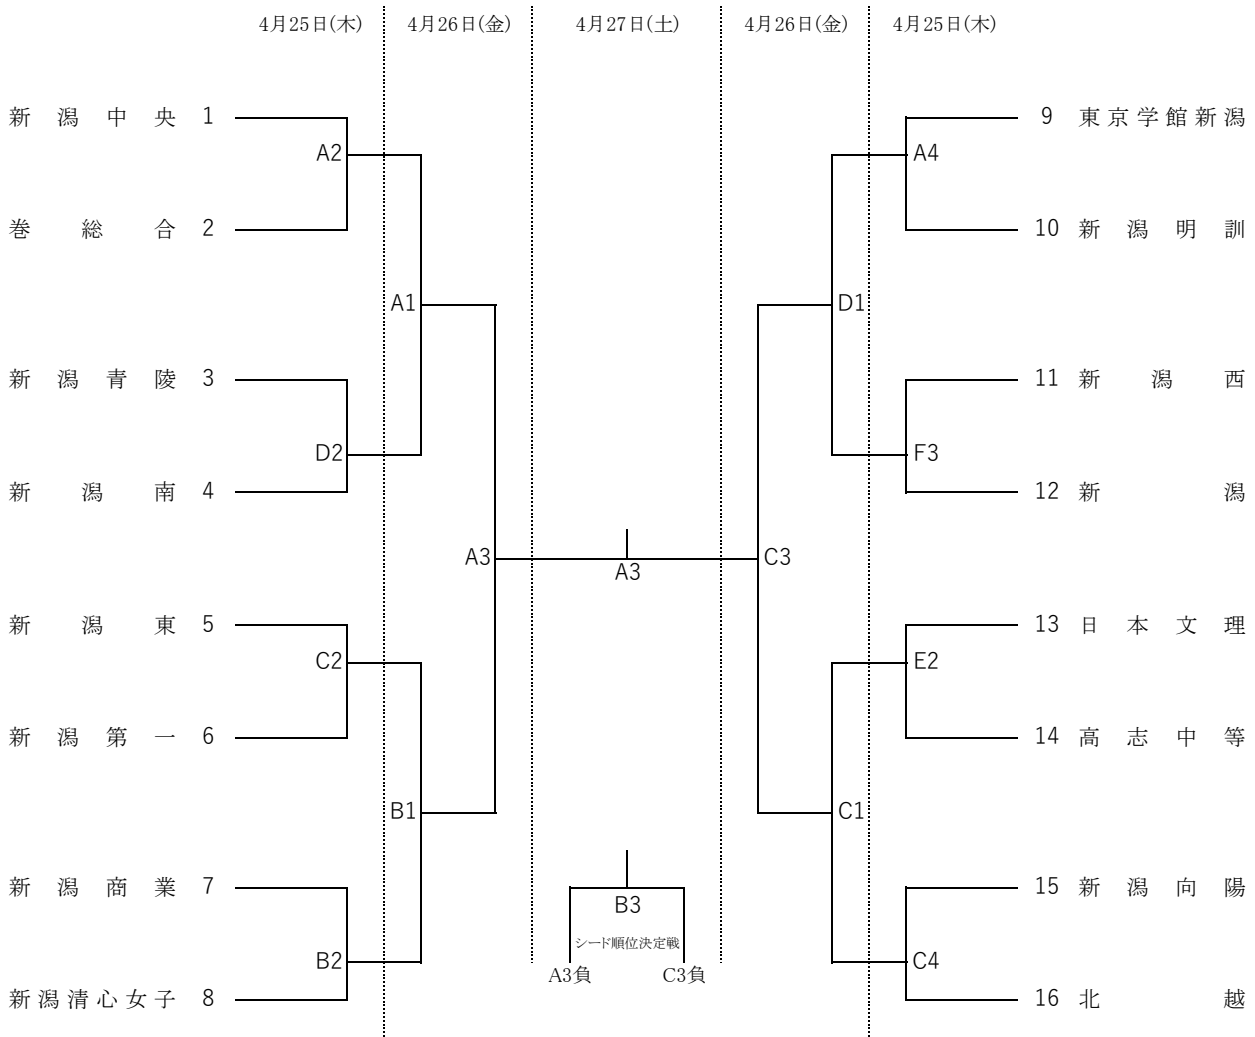 4月25日(木) 4月26日(金) 4月27日(土) 4月26日(金) 4月25日(木)
新潟中央 1 9 東京学館新潟
A2 A4
巻総合 2 10 新潟明訓
A1 D1
新潟青陵 3 11 新潟西
D2 F3
新潟南 4 12 新潟
A3 A3 C3
新潟東 5 13 日本文理
C2 E2
新潟第一 6 14 高志中等
B1 C1
新潟商業 7 15 新潟向陽
B3
シード順位決定戦
B2 C4
A3負 C3負
新潟清心女子 8 16 北越